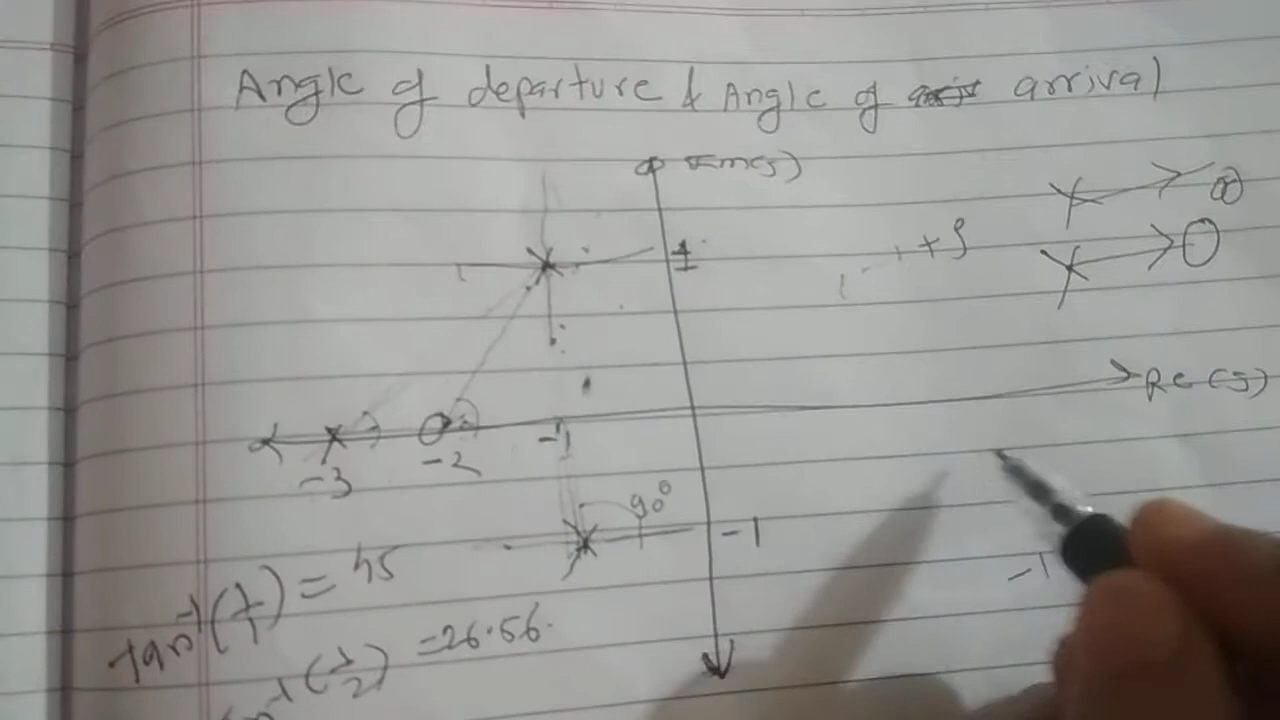 Angle of departure & Angle of arrival
Im(s)
1
+j
∞
0
Re(s)
-3
-2
-1
90°
-1
-1
tan⁻¹(1/1) = 45
(1/2) = 26.56.